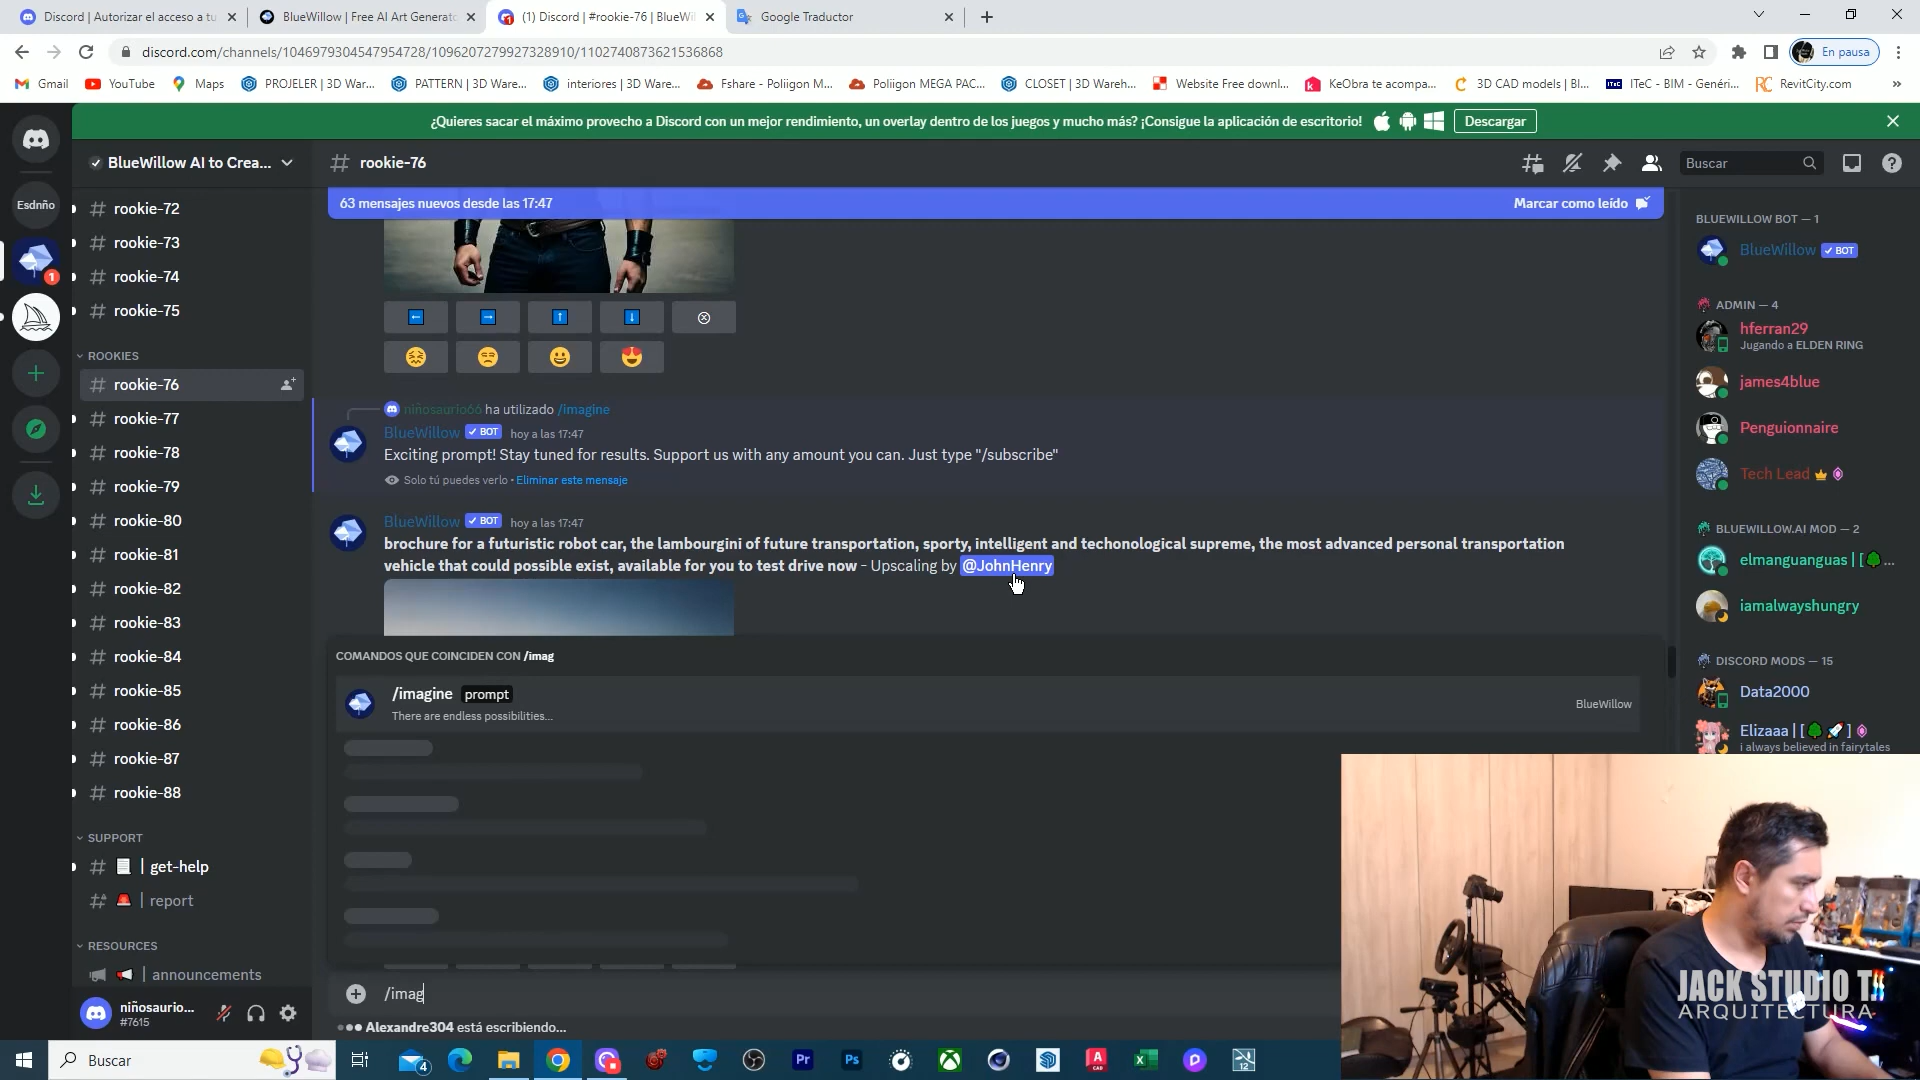 Discord | Autorizar el acceso a tu
BlueWillow | Free AI Art Generato
(1) Discord | #rookie-76 | BlueWil
Google Traductor
discord.com/channels/1046979304547954728/1096207279927328910/1102740873621536868
En pausa
Gmail
YouTube
Maps
PROJELER | 3D War...
PATTERN | 3D Ware...
interiores | 3D Ware...
Fshare - Poliigon M...
Poliigon MEGA PAC...
CLOSET | 3D Wareh...
Website Free downl...
KeObra te acompa...
3D CAD models | Bl...
ITeC - BIM - Genéri...
RevitCity.com
¿Quieres sacar el máximo provecho a Discord con un mejor rendimiento, un overlay dentro de los juegos y mucho más? ¡Consigue la aplicación de escritorio!
Descargar
BlueWillow AI to Crea...
rookie-76
Buscar
Esdnño
1
rookie-72
rookie-73
rookie-74
rookie-75
ROOKIES
rookie-76
rookie-77
rookie-78
rookie-79
rookie-80
rookie-81
rookie-82
rookie-83
rookie-84
rookie-85
rookie-86
rookie-87
rookie-88
SUPPORT
| get-help
| report
RESOURCES
| announcements
niñosaurio...
#7615
63 mensajes nuevos desde las 17:47
Marcar como leído
niñosaurio66 ha utilizado /imagine
BlueWillow BOT hoy a las 17:47
Exciting prompt! Stay tuned for results. Support us with any amount you can. Just type "/subscribe"
Solo tú puedes verlo • Eliminar este mensaje
BlueWillow BOT hoy a las 17:47
brochure for a futuristic robot car, the lambourgini of future transportation, sporty, intelligent and techonological supreme, the most advanced personal transportation
vehicle that could possible exist, available for you to test drive now - Upscaling by @JohnHenry
COMANDOS QUE COINCIDEN CON /imag
/imagine prompt
There are endless possibilities...
BlueWillow
/imag
Alexandre304 está escribiendo...
BLUEWILLOW BOT — 1
BlueWillow BOT
ADMIN — 4
hferran29
Jugando a ELDEN RING
james4blue
Penguionnaire
Tech Lead
BLUEWILLOW.AI MOD — 2
elmanguanguas | [ ...
iamalwayshungry
DISCORD MODS — 15
Data2000
Elizaaa | [ ]
i always believed in fairytales
JACK STUDIO T.
ARQUITECTURA
Buscar
4
Pr
Ps
A
CAD
12